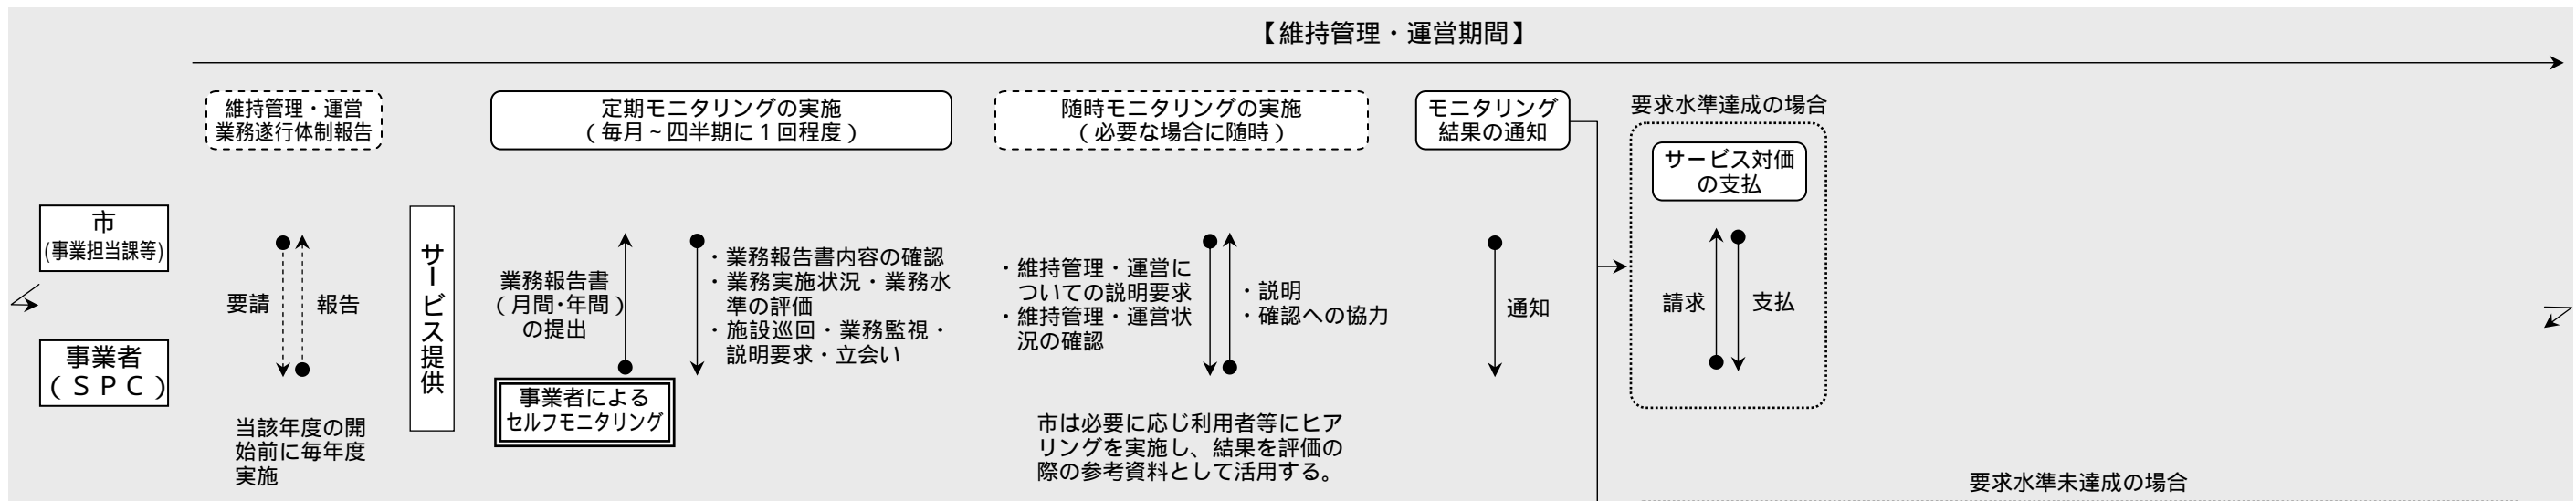 【維持管理・運営期間】
維持管理・運営
業務遂行体制報告
定期モニタリングの実施
（毎月～四半期に１回程度）
随時モニタリングの実施
（必要な場合に随時）
モニタリング
結果の通知
要求水準達成の場合
サービス対価
の支払
市
(事業担当課等)
事業者
（ＳＰＣ）
要請
報告
当該年度の開
始前に毎年度
実施
サービス提供
業務報告書
（月間･年間）
の提出
・業務報告書内容の確認
・業務実施状況・業務水
準の評価
・施設巡回・業務監視・
説明要求・立会い
事業者による
セルフモニタリング
・維持管理・運営に
ついての説明要求
・維持管理・運営状
況の確認
・説明
・確認への協力
市は必要に応じ利用者等にヒア
リングを実施し、結果を評価の
際の参考資料として活用する。
通知
請求
支払
要求水準未達成の場合